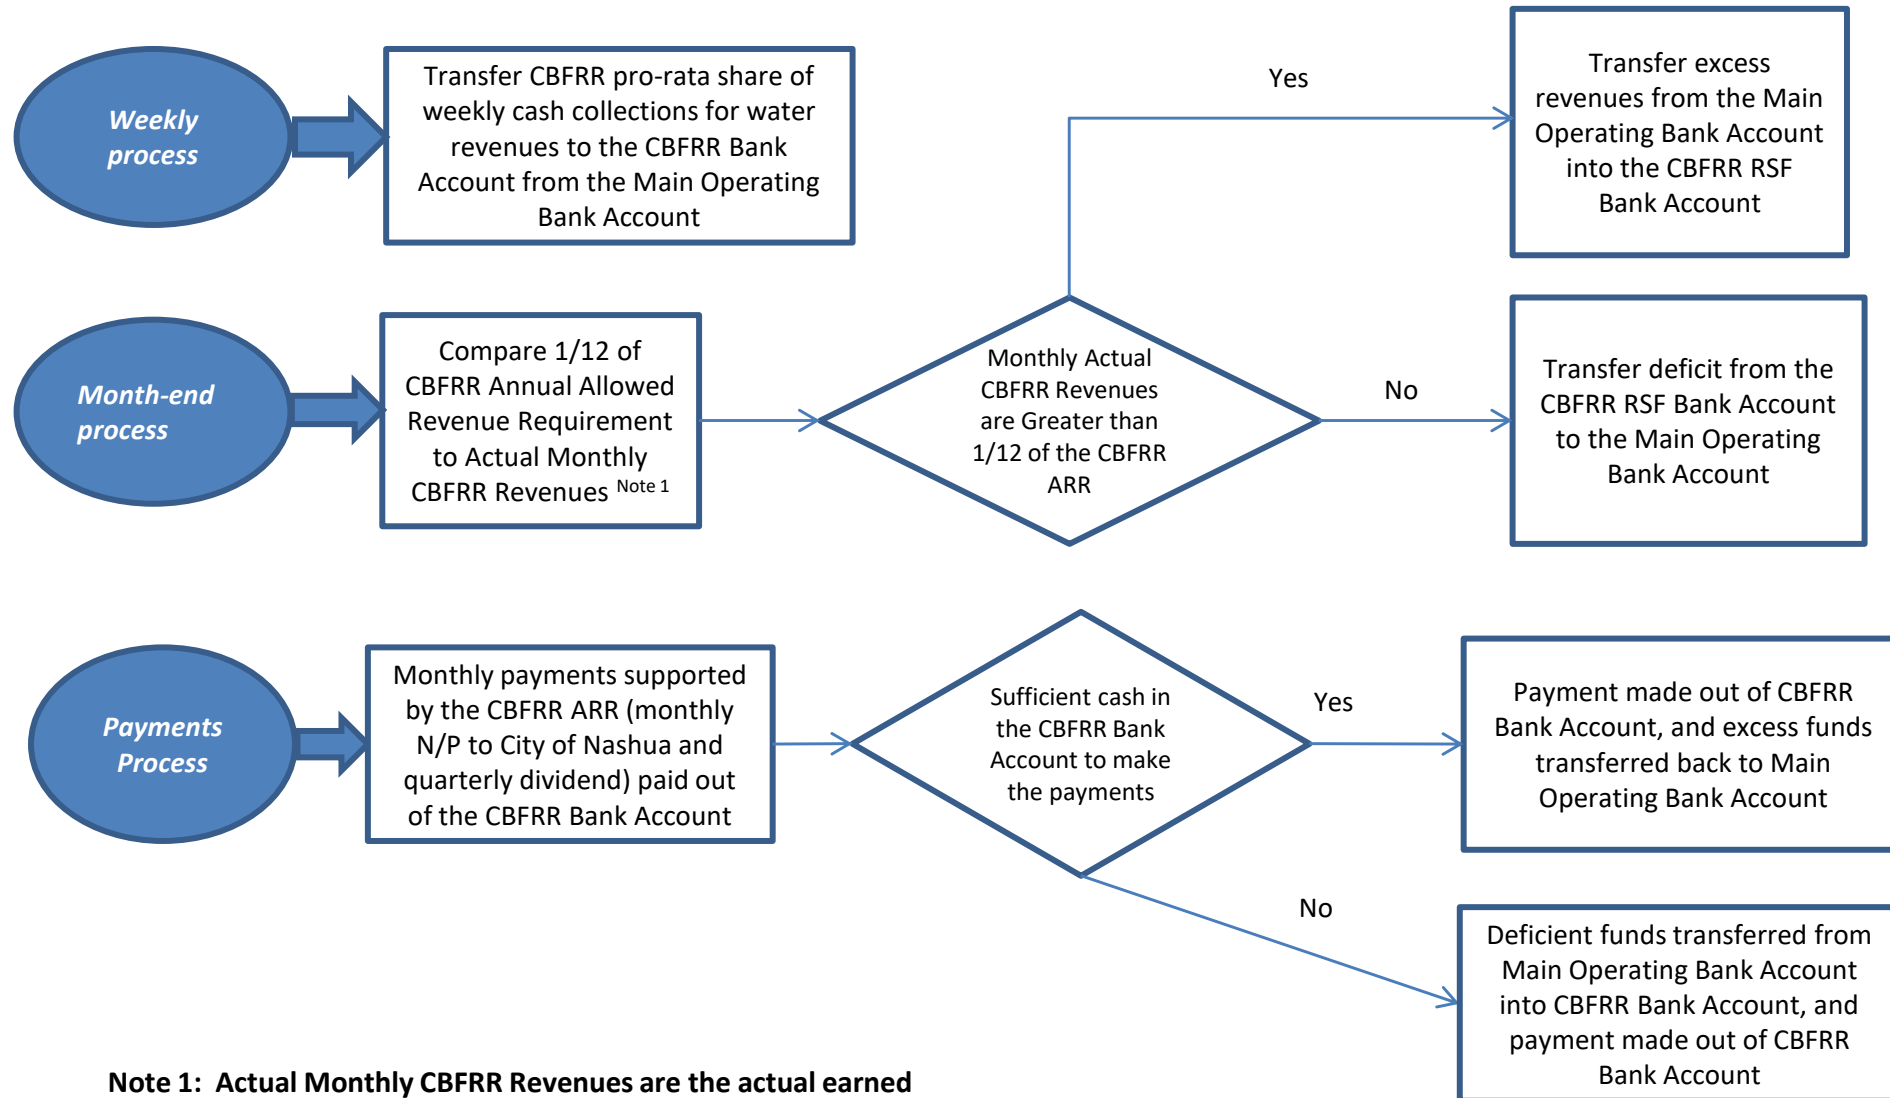 Weekly
process
Transfer CBFRR pro-rata share of
weekly cash collections for water
revenues to the CBFRR Bank
Account from the Main Operating
Bank Account
Yes
Transfer excess
revenues from the Main
Operating Bank Account
into the CBFRR RSF
Bank Account
Month-end
process
Compare 1/12 of
CBFRR Annual Allowed
Revenue Requirement
to Actual Monthly
CBFRR Revenues Note 1
Monthly Actual
CBFRR Revenues
are Greater than
1/12 of the CBFRR
ARR
No
Transfer deficit from the
CBFRR RSF Bank Account
to the Main Operating
Bank Account
Payments
Process
Monthly payments supported
by the CBFRR ARR (monthly
N/P to City of Nashua and
quarterly dividend) paid out
of the CBFRR Bank Account
Sufficient cash in
the CBFRR Bank
Account to make
the payments
Yes
Payment made out of CBFRR
Bank Account, and excess funds
transferred back to Main
Operating Bank Account
No
Deficient funds transferred from
Main Operating Bank Account
into CBFRR Bank Account, and
payment made out of CBFRR
Bank Account
Note 1:  Actual Monthly CBFRR Revenues are the actual earned